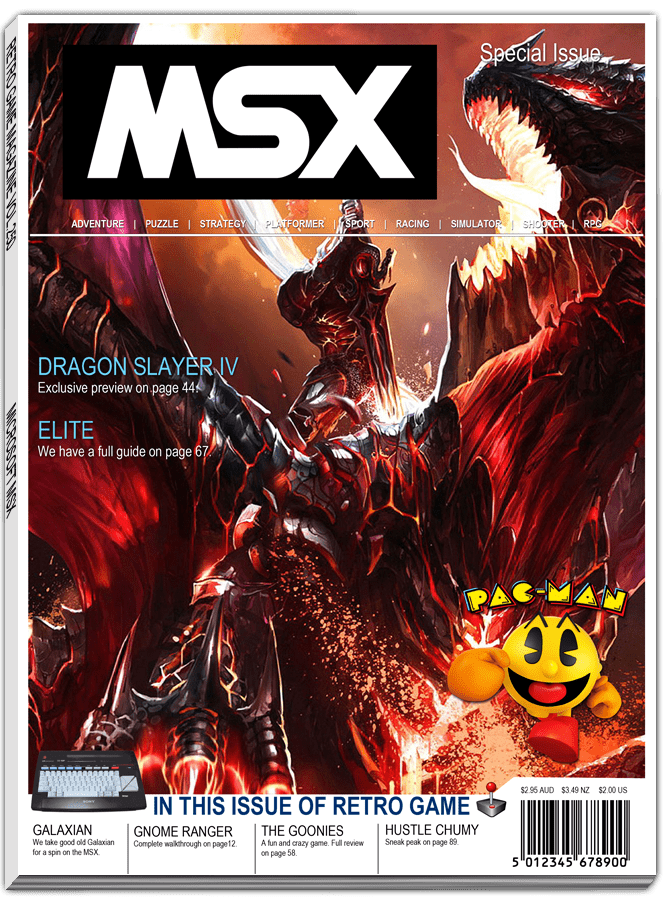 Special Issue
MSX
ADVENTURE | PUZZLE | STRATEGY | PLATFORMER | SPORT | RACING | SIMULATOR | SHOOTER | RPG
DRAGON SLAYER IV
Exclusive preview on page 44.
ELITE
We have a full guide on page 67.
PAC-MAN
SONY
IN THIS ISSUE OF RETRO GAME
GALAXIAN
We take good old Galaxian
for a spin on the MSX.
GNOME RANGER
Complete walkthrough on page12.
THE GOONIES
A fun and crazy game. Full review
on page 58.
HUSTLE CHUMY
Sneak peak on page 89.
$2.95 AUD $3.49 NZ $2.00 US
5 012345 678900
MICROSOFT MSX